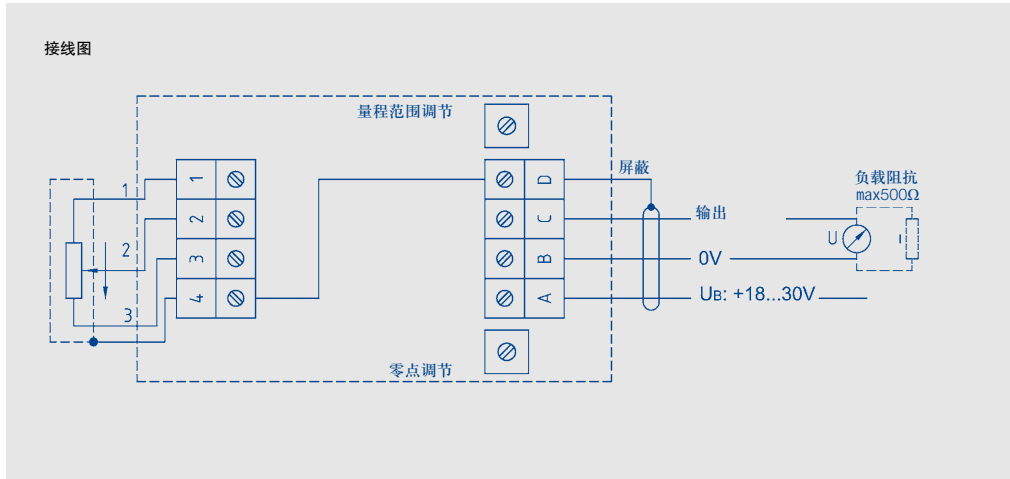 接线图
量程范围调节
屏蔽
负载阻抗
max500Ω
1
1
D
2
C
输出
U
I
2
3
B
0V
4
A
UB: +18...30V
3
零点调节